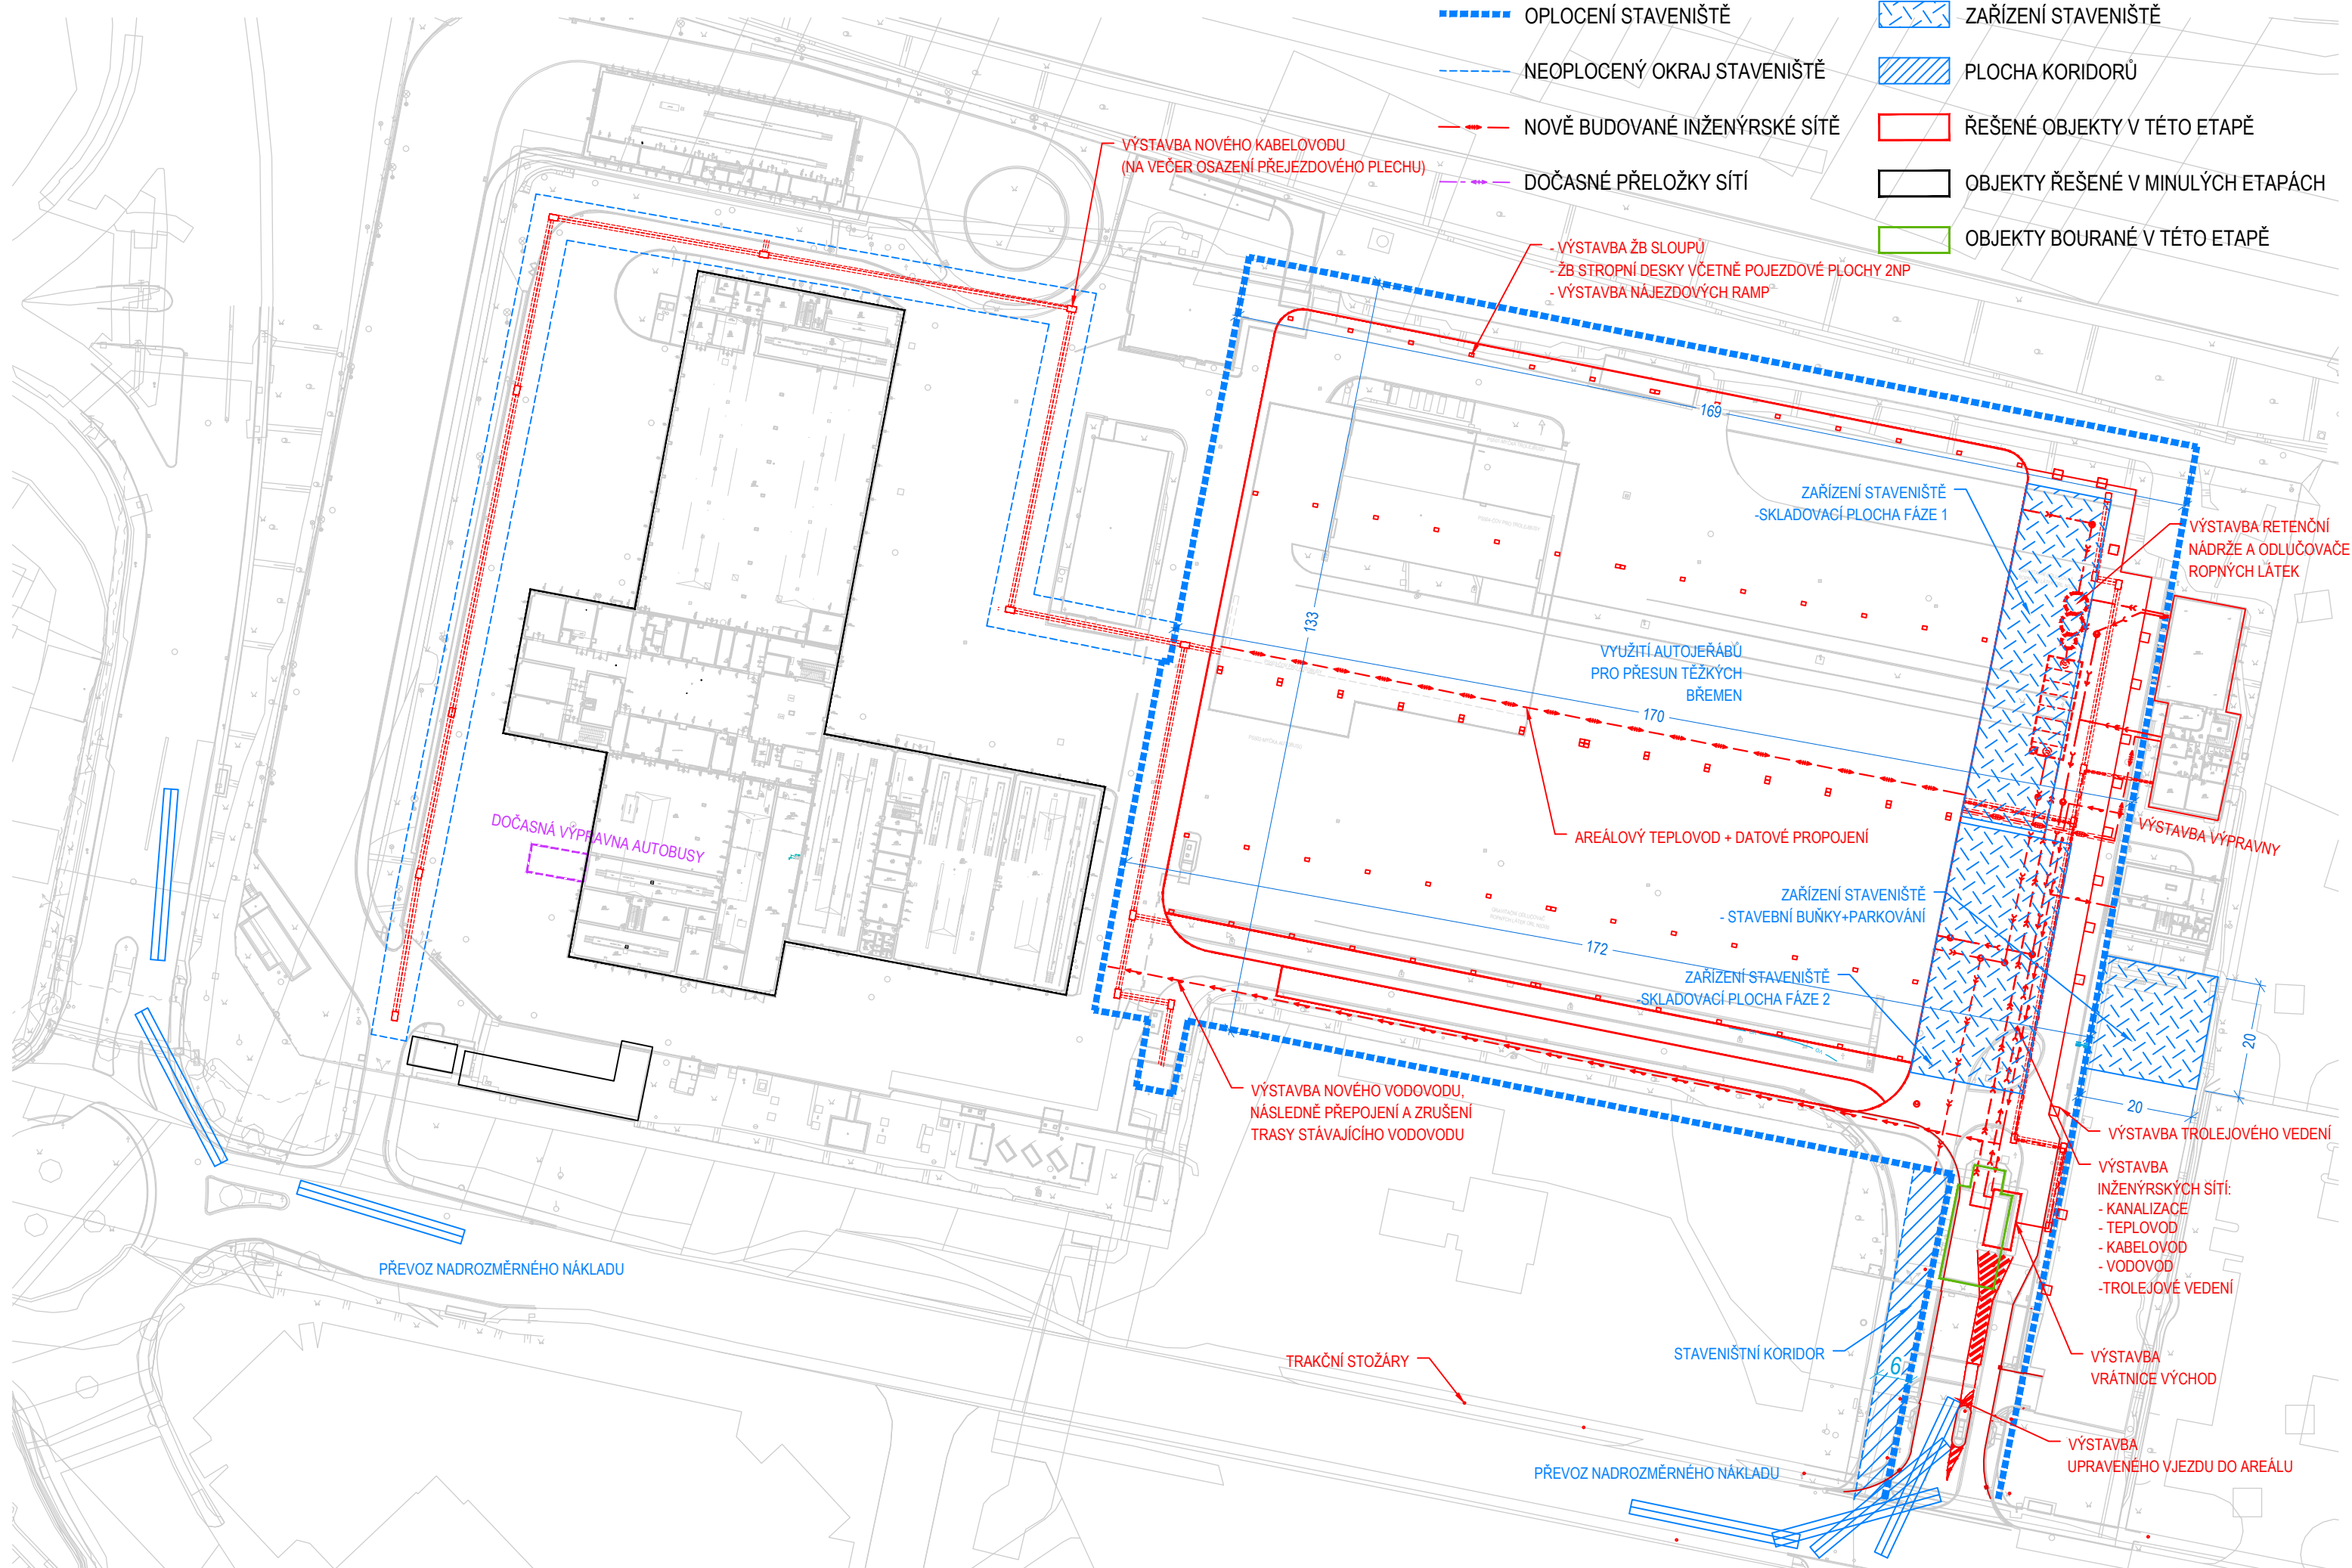 OPLOCENÍ STAVENIŠTĚ
NEOPLOCENÝ OKRAJ STAVENIŠTĚ
NOVĚ BUDOVANÉ INŽENÝRSKÉ SÍTĚ
DOČASNÉ PŘELOŽKY SÍTÍ
ZAŘÍZENÍ STAVENIŠTĚ
PLOCHA KORIDORŮ
ŘEŠENÉ OBJEKTY V TÉTO ETAPĚ
OBJEKTY ŘEŠENÉ V MINULÝCH ETAPÁCH
OBJEKTY BOURANÉ V TÉTO ETAPĚ
VÝSTAVBA NOVÉHO KABELOVODU
(NA VEČER OSAZENÍ PŘEJEZDOVÉHO PLECHU)
- VÝSTAVBA ŽB SLOUPŮ
- ŽB STROPNÍ DESKY VČETNĚ POJEZDOVÉ PLOCHY 2NP
- VÝSTAVBA NÁJEZDOVÝCH RAMP
169
ZAŘÍZENÍ STAVENIŠTĚ
-SKLADOVACÍ PLOCHA FÁZE 1
VÝSTAVBA RETENČNÍ
NÁDRŽE A ODLUČOVAČE
ROPNÝCH LÁTEK
133
VYUŽITÍ AUTOJEŘÁBŮ
PRO PŘESUN TĚŽKÝCH
BŘEMEN
170
DOČASNÁ VÝPRAVNA AUTOBUSY
AREÁLOVÝ TEPLOVOD + DATOVÉ PROPOJENÍ
VÝSTAVBA VÝPRAVNY
ZAŘÍZENÍ STAVENIŠTĚ
- STAVEBNÍ BUŇKY+PARKOVÁNÍ
172
ZAŘÍZENÍ STAVENIŠTĚ
-SKLADOVACÍ PLOCHA FÁZE 2
20
20
VÝSTAVBA NOVÉHO VODOVODU,
NÁSLEDNĚ PŘEPOJENÍ A ZRUŠENÍ
TRASY STÁVAJÍCÍHO VODOVODU
VÝSTAVBA TROLEJOVÉHO VEDENÍ
VÝSTAVBA
INŽENÝRSKÝCH SÍTÍ:
- KANALIZACE
- TEPLOVOD
- KABELOVOD
- VODOVOD
-TROLEJOVÉ VEDENÍ
PŘEVOZ NADROZMĚRNÉHO NÁKLADU
TRAKČNÍ STOŽÁRY
STAVENIŠTNÍ KORIDOR
6
VÝSTAVBA
VRÁTNICE VÝCHOD
VÝSTAVBA
UPRAVENÉHO VJEZDU DO AREÁLU
PŘEVOZ NADROZMĚRNÉHO NÁKLADU